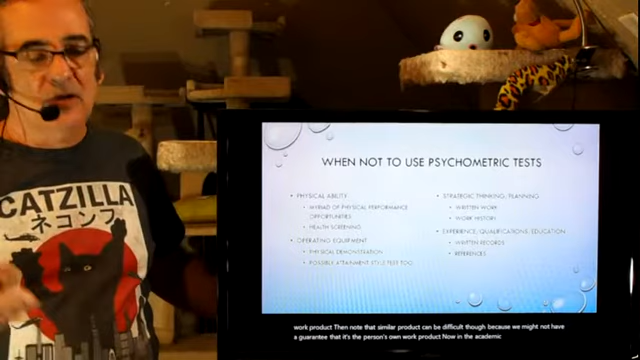 CATZILLA
ネコンフ
WHEN NOT TO USE PSYCHOMETRIC TESTS
• PHYSICAL ABILITY
• MYRIAD OF PHYSICAL PERFORMANCE
OPPORTUNITIES
• HEALTH SCREENING
• OPERATING EQUIPMENT
• PHYSICAL DEMONSTRATION
• POSSIBLE ATTAINMENT STYLE TEST TOO
• STRATEGIC THINKING/PLANNING
• WRITTEN WORK
• WORK HISTORY
• EXPERIENCE/QUALIFICATIONS/EDUCATION
• WRITTEN RECORDS
• REFERENCES
work product Then note that similar product can be difficult though because we might not have
a guarantee that it's the person's own work product Now in the academic